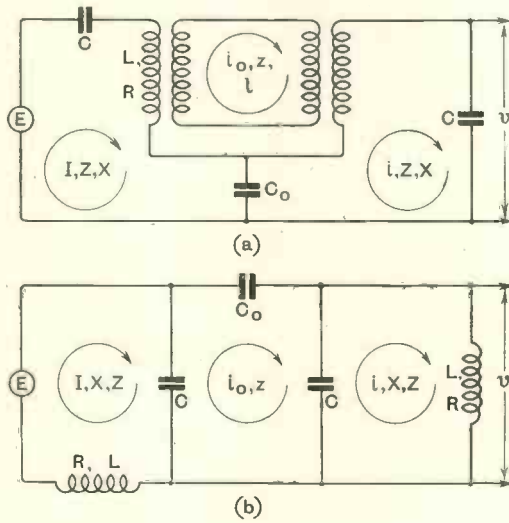 C
L,
R
i₀, z,
l
E
I, Z, X
i, Z, X
C
v
C₀
(a)
C₀
E
I, X, Z
C
i₀, z
C
i, X, Z
L,
R
v
R, L
(b)